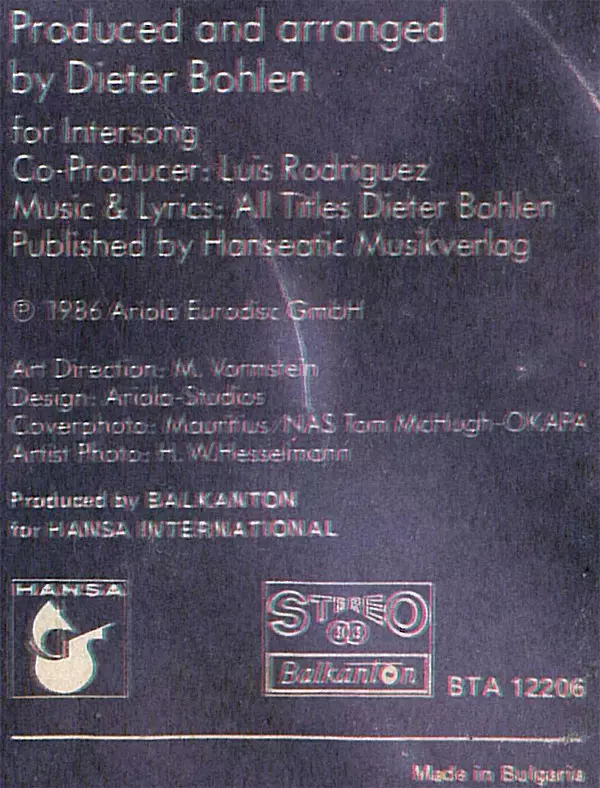 Produced and arranged
by Dieter Bohlen
for Intersong
Co-Producer: Luis Rodriguez
Music & Lyrics: All Titles Dieter Bohlen
Published by Hanseatic Musikverlag
℗ 1986 Ariola Eurodisc GmbH
Art Direction: M. Vormstein
Design: Ariola-Studios
Coverphoto: Mauritius/NAS Tom McHugh-OKAPA
Artist Photo: H. W. Hesselmann
Produced by BALKANTON
for HANSA INTERNATIONAL
HANSA
STEREO
33
Balkanton
BTA 12206
Made in Bulgaria